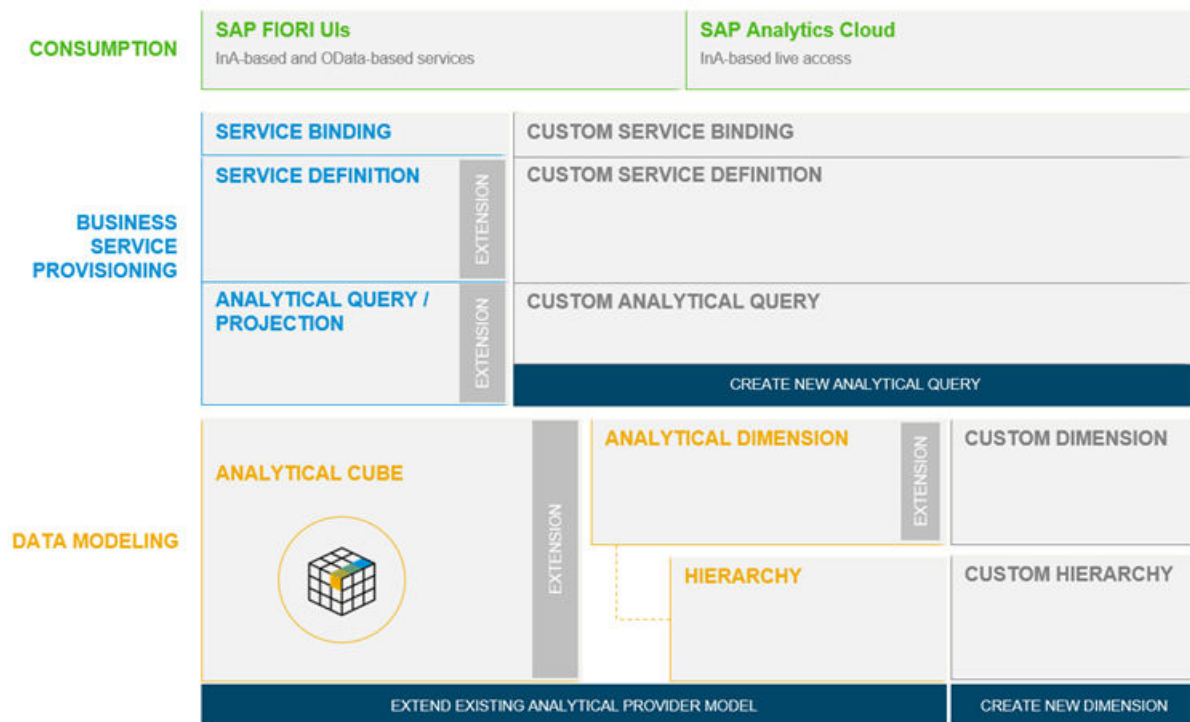 CONSUMPTION
SAP FIORI UIs
InA-based and OData-based services
SAP Analytics Cloud
InA-based live access
BUSINESS
SERVICE
PROVISIONING
SERVICE BINDING
CUSTOM SERVICE BINDING
SERVICE DEFINITION
EXTENSION
CUSTOM SERVICE DEFINITION
ANALYTICAL QUERY /
PROJECTION
EXTENSION
CUSTOM ANALYTICAL QUERY
CREATE NEW ANALYTICAL QUERY
DATA MODELING
ANALYTICAL CUBE
EXTENSION
ANALYTICAL DIMENSION
EXTENSION
CUSTOM DIMENSION
HIERARCHY
CUSTOM HIERARCHY
EXTEND EXISTING ANALYTICAL PROVIDER MODEL
CREATE NEW DIMENSION